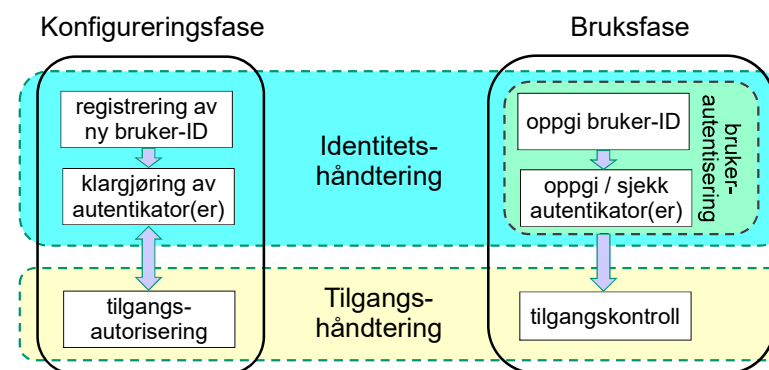 Konfigureringsfase
Bruksfase
registrering av
ny bruker-ID
klargjøring av
autentikator(er)
tilgangs-
autorisering
Identitets-
håndtering
Tilgangs-
håndtering
oppgi bruker-ID
oppgi / sjekk
autentikator(er)
bruker-
autentisering
tilgangskontroll